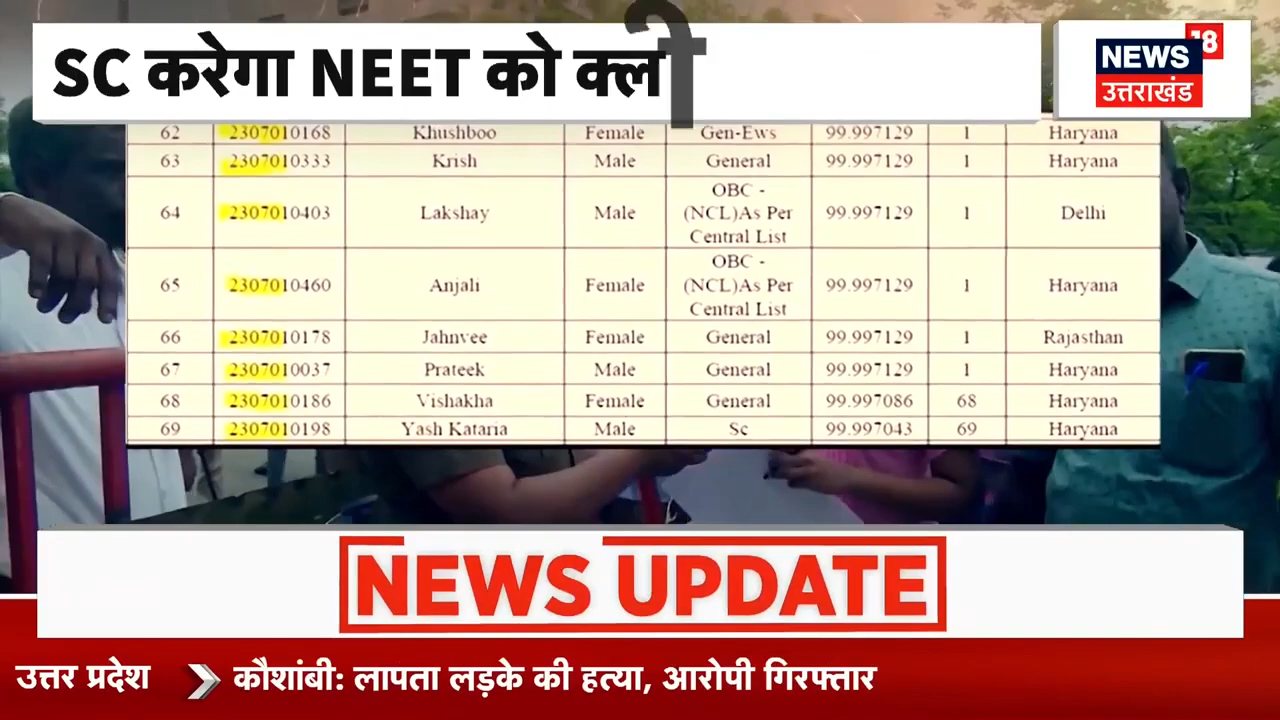 SC करेगा NEET को क्ली
NEWS 18
उत्तराखंड
62 2307010168 Khushboo Female Gen-Ews 99.997129 1 Haryana
63 2307010333 Krish Male General 99.997129 1 Haryana
64 2307010403 Lakshay Male OBC - (NCL)As Per Central List 99.997129 1 Delhi
65 2307010460 Anjali Female OBC - (NCL)As Per Central List 99.997129 1 Haryana
66 2307010178 Jahnvee Female General 99.997129 1 Rajasthan
67 2307010037 Prateek Male General 99.997129 1 Haryana
68 2307010186 Vishakha Female General 99.997086 68 Haryana
69 2307010198 Yash Kataria Male Sc 99.997043 69 Haryana
NEWS UPDATE
उत्तर प्रदेश कौशांबी: लापता लड़के की हत्या, आरोपी गिरफ्तार